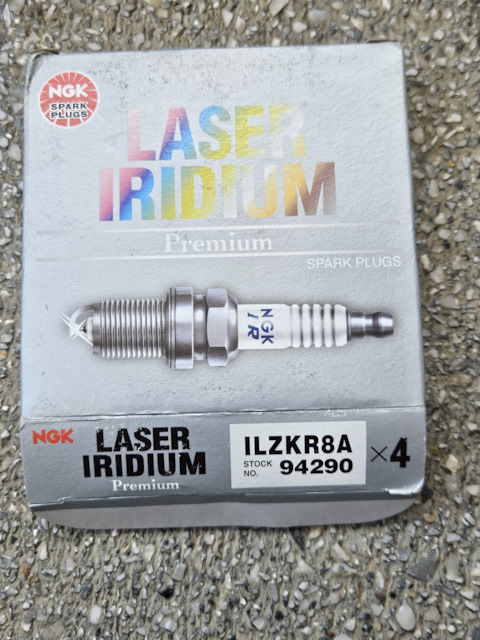 NGK
SPARK
PLUGS
LASER
IRIDIUM
Premium
SPARK PLUGS
NGK
IR
NGK
LASER
IRIDIUM
Premium
ILZKR8A
STOCK NO. 94290
×4